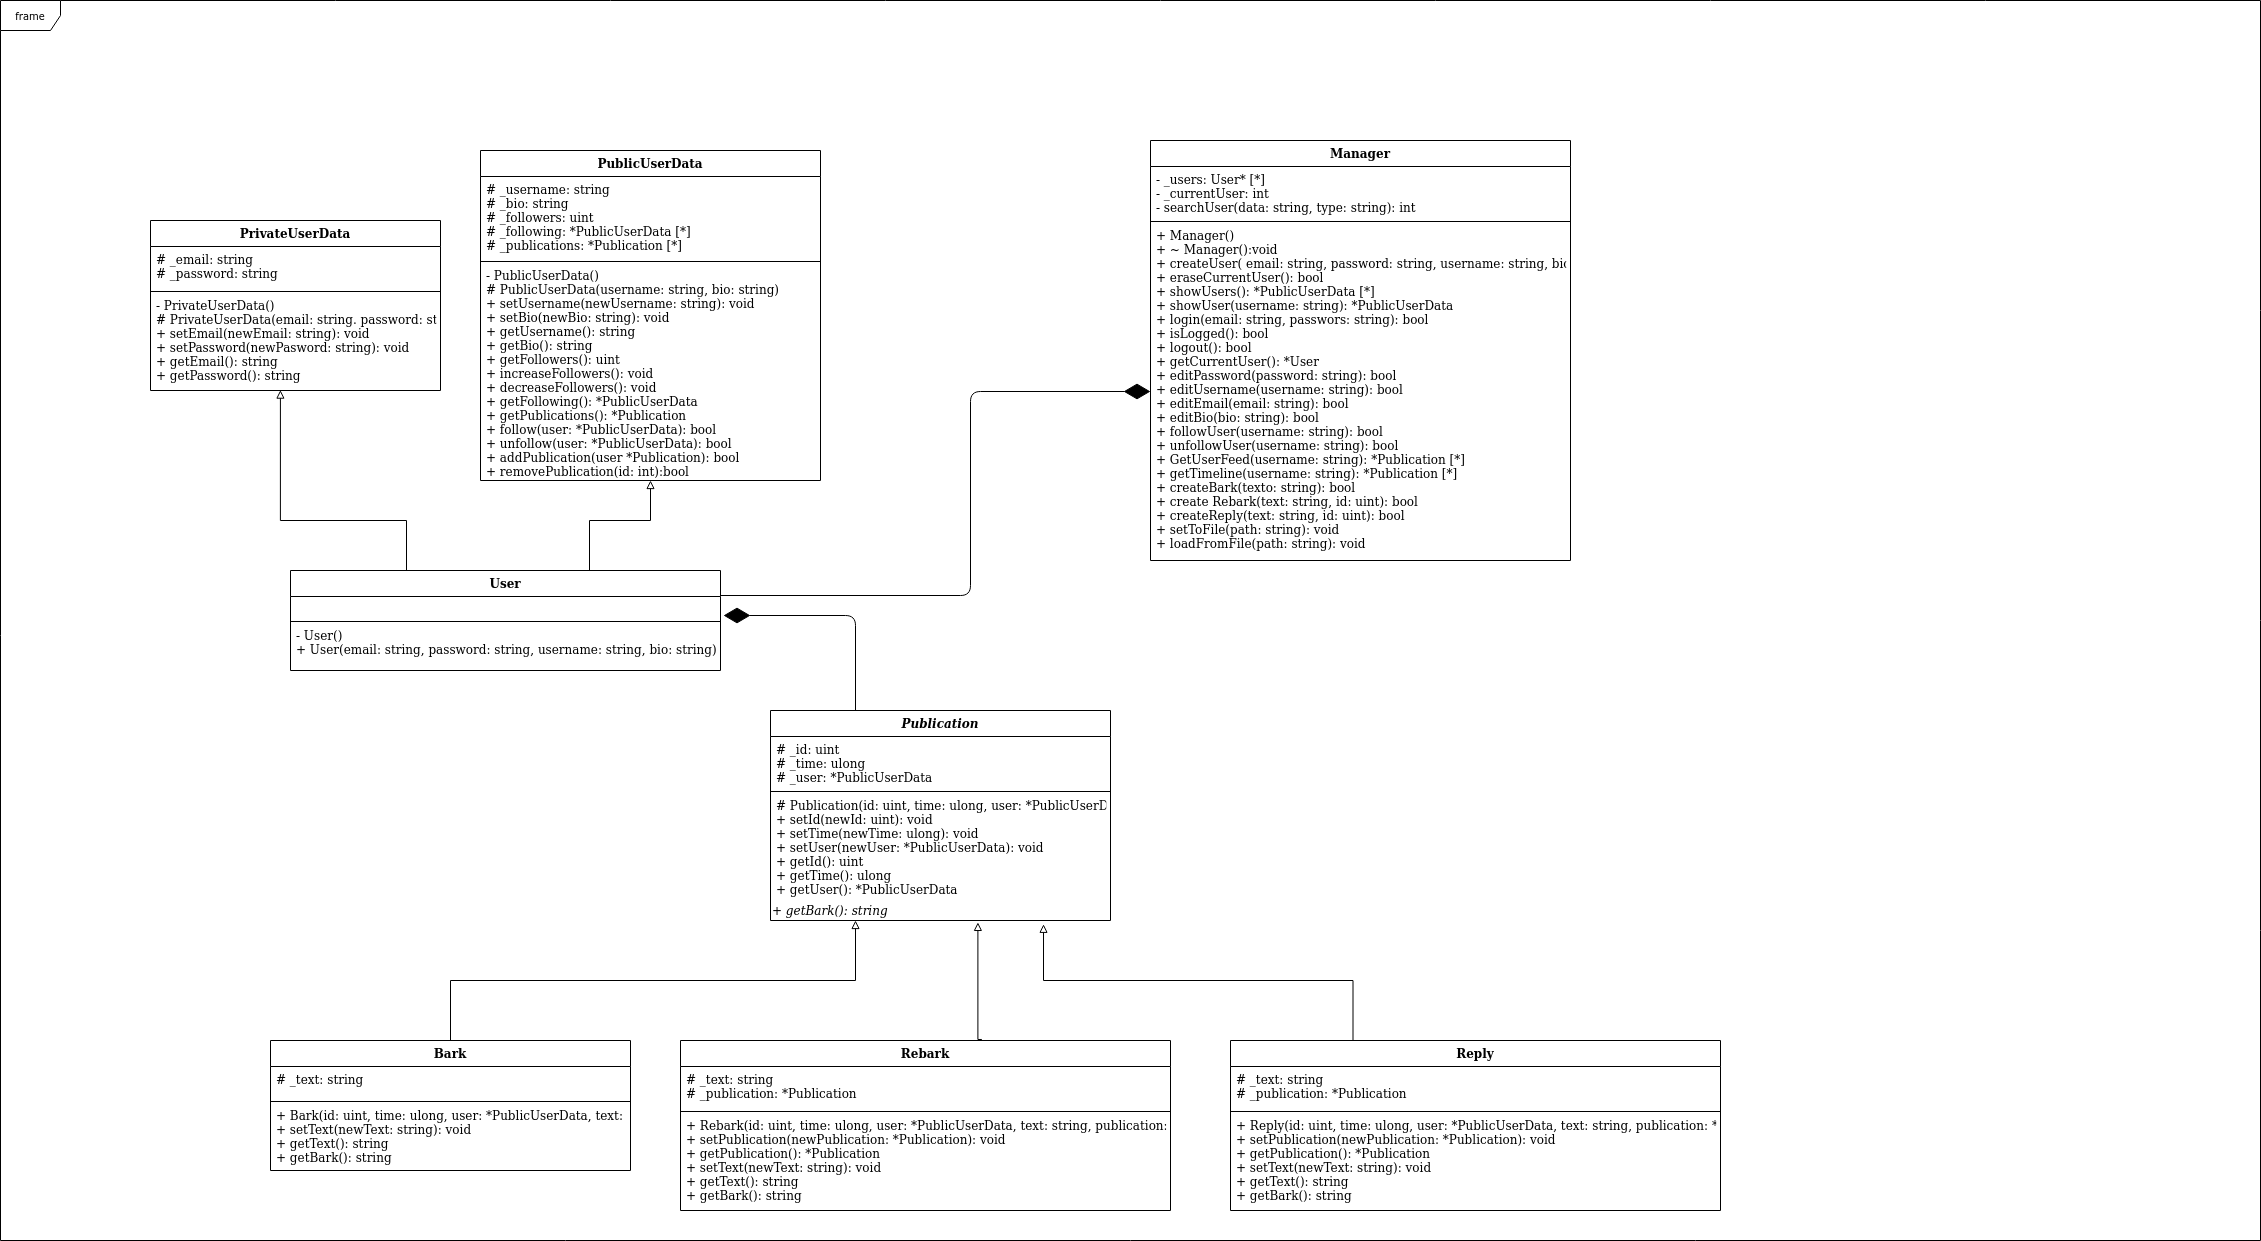 frame
PrivateUserData
# _email: string
# _password: string
- PrivateUserData()
# PrivateUserData(email: string. password: st
+ setEmail(newEmail: string): void
+ setPassword(newPasword: string): void
+ getEmail(): string
+ getPassword(): string
PublicUserData
# _username: string
# _bio: string
# _followers: uint
# _following: *PublicUserData [*]
# _publications: *Publication [*]
- PublicUserData()
# PublicUserData(username: string, bio: string)
+ setUsername(newUsername: string): void
+ setBio(newBio: string): void
+ getUsername(): string
+ getBio(): string
+ getFollowers(): uint
+ increaseFollowers(): void
+ decreaseFollowers(): void
+ getFollowing(): *PublicUserData
+ getPublications(): *Publication
+ follow(user: *PublicUserData): bool
+ unfollow(user: *PublicUserData): bool
+ addPublication(user *Publication): bool
+ removePublication(id: int):bool
Manager
- _users: User* [*]
- _currentUser: int
- searchUser(data: string, type: string): int
+ Manager()
+ ~ Manager():void
+ createUser( email: string, password: string, username: string, bio
+ eraseCurrentUser(): bool
+ showUsers(): *PublicUserData [*]
+ showUser(username: string): *PublicUserData
+ login(email: string, passwors: string): bool
+ isLogged(): bool
+ logout(): bool
+ getCurrentUser(): *User
+ editPassword(password: string): bool
+ editUsername(username: string): bool
+ editEmail(email: string): bool
+ editBio(bio: string): bool
+ followUser(username: string): bool
+ unfollowUser(username: string): bool
+ GetUserFeed(username: string): *Publication [*]
+ getTimeline(username: string): *Publication [*]
+ createBark(texto: string): bool
+ create Rebark(text: string, id: uint): bool
+ createReply(text: string, id: uint): bool
+ setToFile(path: string): void
+ loadFromFile(path: string): void
User
- User()
+ User(email: string, password: string, username: string, bio: string)
Publication
# _id: uint
# _time: ulong
# _user: *PublicUserData
# Publication(id: uint, time: ulong, user: *PublicUserD
+ setId(newId: uint): void
+ setTime(newTime: ulong): void
+ setUser(newUser: *PublicUserData): void
+ getId(): uint
+ getTime(): ulong
+ getUser(): *PublicUserData
+ getBark(): string
Bark
# _text: string
+ Bark(id: uint, time: ulong, user: *PublicUserData, text:
+ setText(newText: string): void
+ getText(): string
+ getBark(): string
Rebark
# _text: string
# _publication: *Publication
+ Rebark(id: uint, time: ulong, user: *PublicUserData, text: string, publication:
+ setPublication(newPublication: *Publication): void
+ getPublication(): *Publication
+ setText(newText: string): void
+ getText(): string
+ getBark(): string
Reply
# _text: string
# _publication: *Publication
+ Reply(id: uint, time: ulong, user: *PublicUserData, text: string, publication: *
+ setPublication(newPublication: *Publication): void
+ getPublication(): *Publication
+ setText(newText: string): void
+ getText(): string
+ getBark(): string